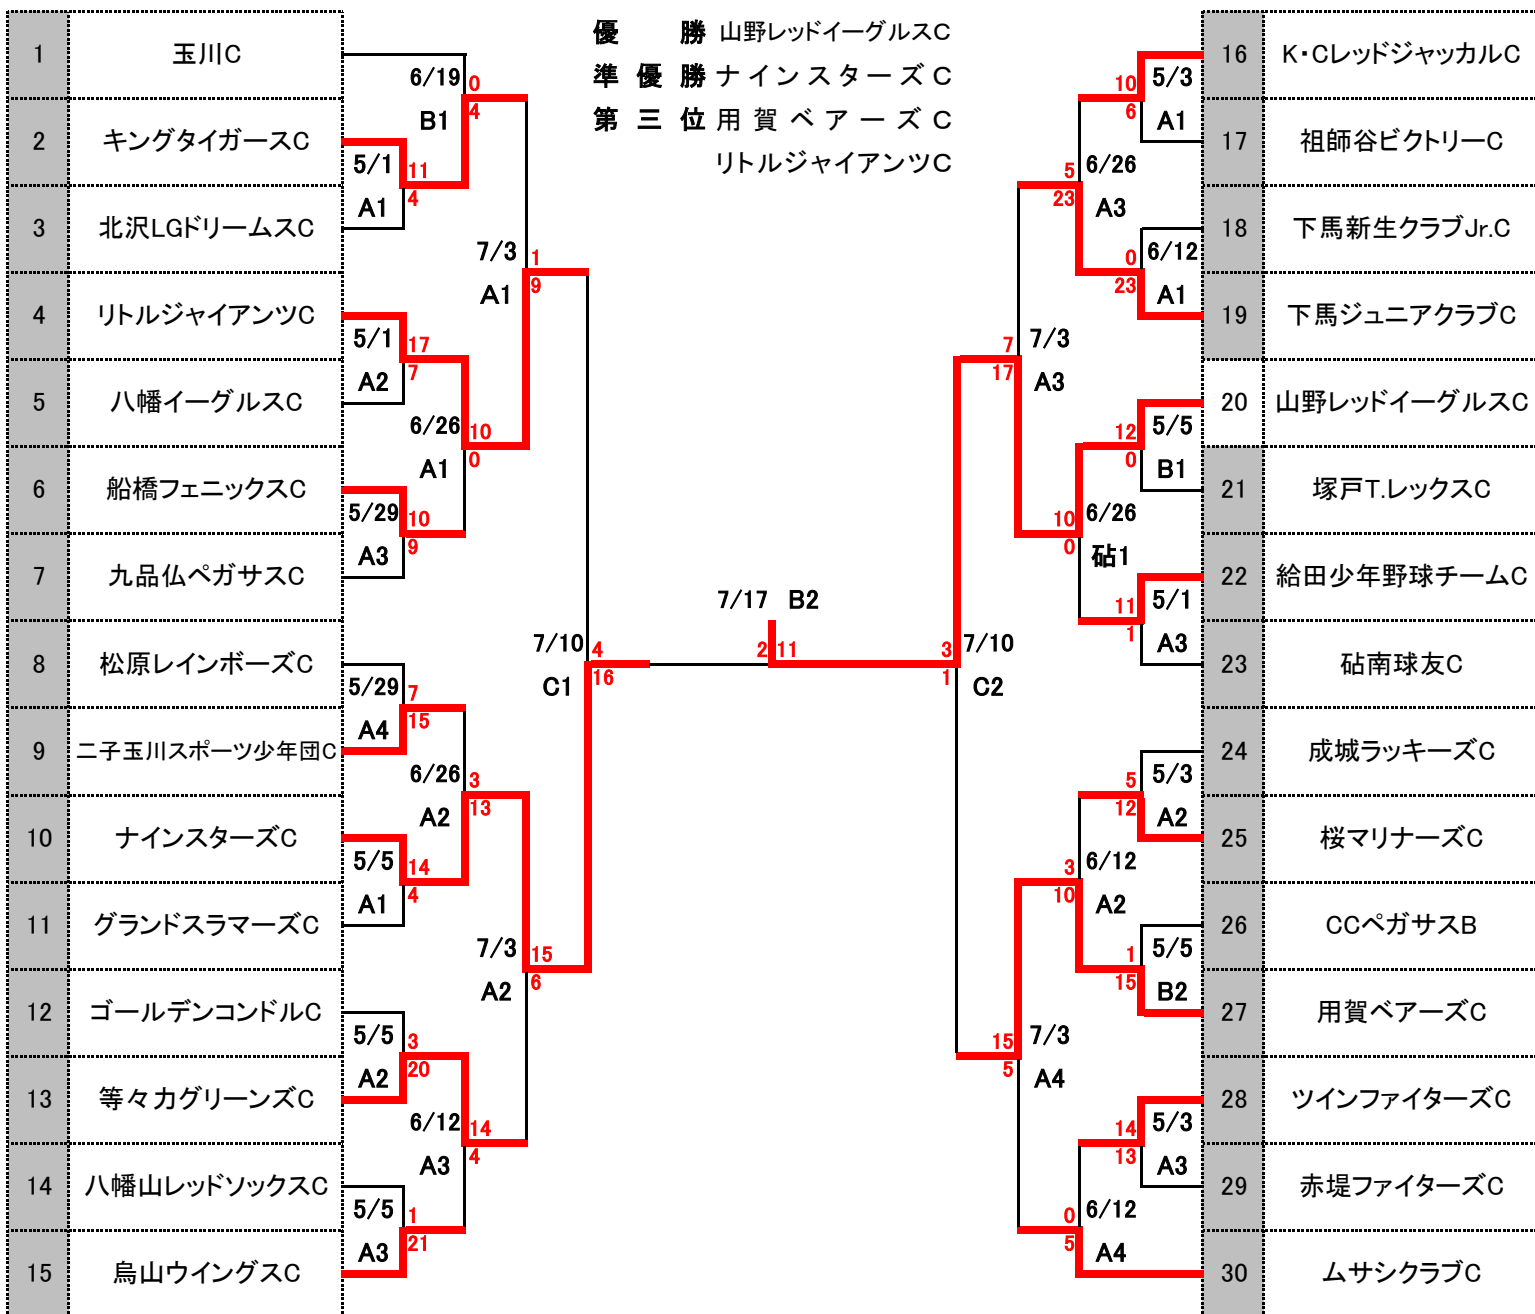 優勝 山野レッドイーグルスC
準優勝 ナインスターズC
第三位 用賀ベアーズC
リトルジャイアンツC
1 玉川C
2 キングタイガースC
3 北沢LGドリームスC
4 リトルジャイアンツC
5 八幡イーグルスC
6 船橋フェニックスC
7 九品仏ペガサスC
8 松原レインボーズC
9 二子玉川スポーツ少年団C
10 ナインスターズC
11 グランドスラマーズC
12 ゴールデンコンドルC
13 等々力グリーンズC
14 八幡山レッドソックスC
15 烏山ウイングスC
6/19 0
B1 4
5/1 11
A1 4
7/3 1
A1 9
5/1 17
A2 7
6/26 10
A1 0
5/29 10
A3 9
7/10 4
C1 16
5/29 7
A4 15
6/26 3
A2 13
5/5 14
A1 4
7/3 15
A2 6
5/5 3
A2 20
6/12 14
A3 4
5/5 1
A3 21
7/17 B2
2 11
10 5/3
6 A1
5 6/26
23 A3
0 6/12
23 A1
7 7/3
17 A3
12 5/5
0 B1
10 6/26
0 砧1
11 5/1
1 A3
3 7/10
1 C2
5 5/3
12 A2
3 6/12
10 A2
1 5/5
15 B2
15 7/3
5 A4
14 5/3
13 A3
0 6/12
5 A4
16 K・CレッドジャッカルC
17 祖師谷ビクトリーC
18 下馬新生クラブJr.C
19 下馬ジュニアクラブC
20 山野レッドイーグルスC
21 塚戸T.レックスC
22 給田少年野球チームC
23 砧南球友C
24 成城ラッキーズC
25 桜マリナーズC
26 CCペガサスB
27 用賀ベアーズC
28 ツインファイターズC
29 赤堤ファイターズC
30 ムサシクラブC